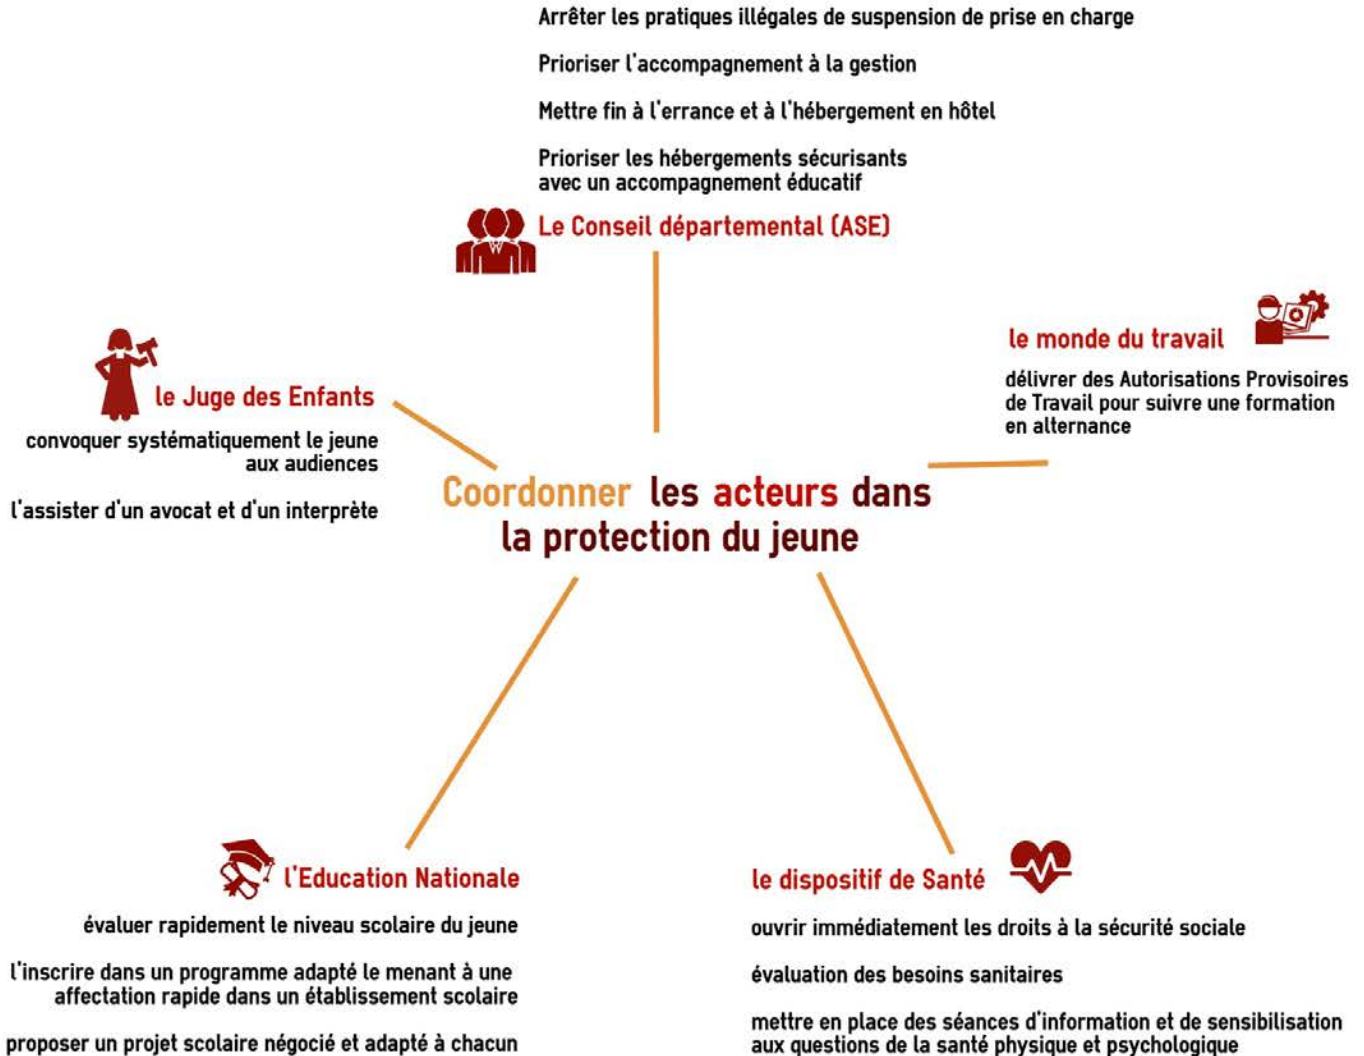 Arrêter les pratiques illégales de suspension de prise en charge
Prioriser l'accompagnement à la gestion
Mettre fin à l'errance et à l'hébergement en hôtel
Prioriser les hébergements sécurisants
avec un accompagnement éducatif
Le Conseil départemental (ASE)
le monde du travail
délivrer des Autorisations Provisoires
de Travail pour suivre une formation
en alternance
le Juge des Enfants
convoquer systématiquement le jeune
aux audiences
l'assister d'un avocat et d'un interprète
Coordonner les acteurs dans
la protection du jeune
l'Education Nationale
évaluer rapidement le niveau scolaire du jeune
l'inscrire dans un programme adapté le menant à une
affectation rapide dans un établissement scolaire
proposer un projet scolaire négocié et adapté à chacun
le dispositif de Santé
ouvrir immédiatement les droits à la sécurité sociale
évaluation des besoins sanitaires
mettre en place des séances d'information et de sensibilisation
aux questions de la santé physique et psychologique